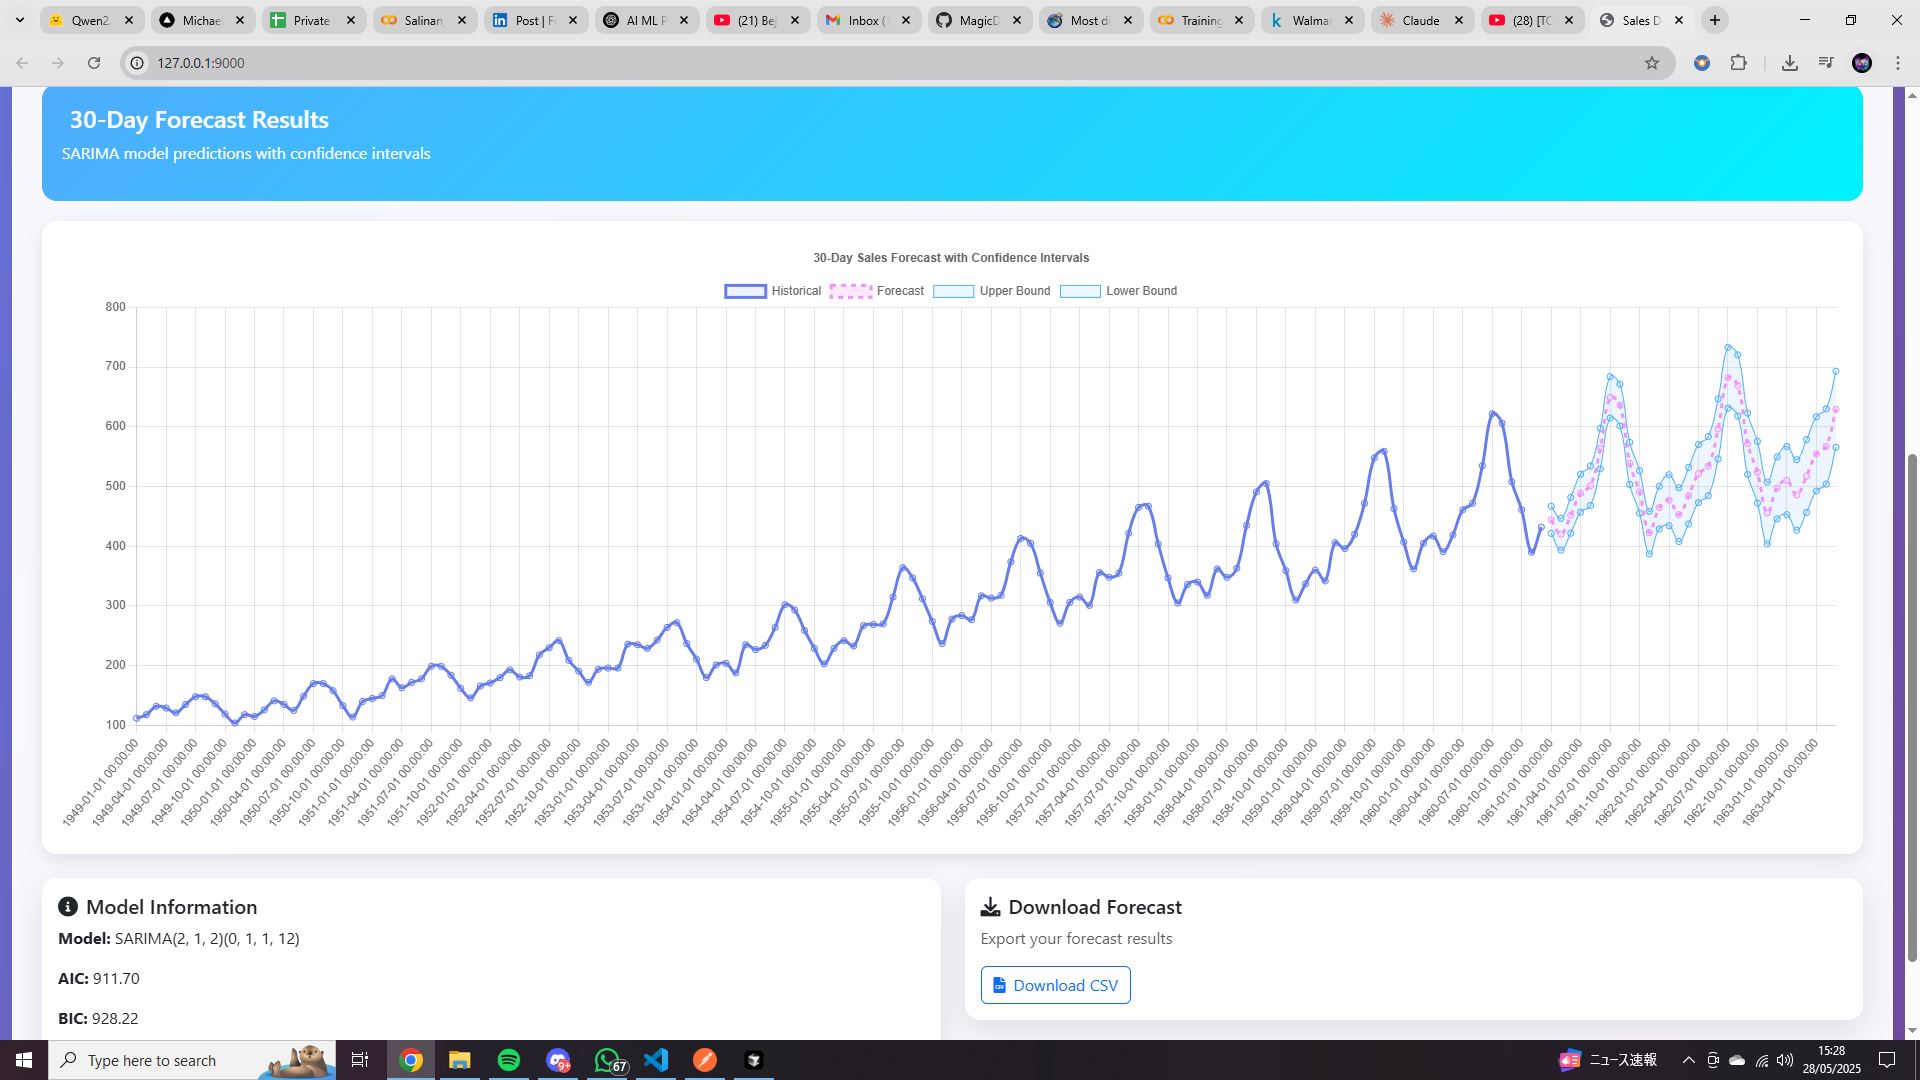 Qwen2.
Michae
Private
Salinan
Post | F
AI ML P
(21) Bej
Inbox (
MagicD
Most di
Training
Walmar
Claude
(28) [TC
Sales D
127.0.0.1:9000
30-Day Forecast Results
SARIMA model predictions with confidence intervals
30-Day Sales Forecast with Confidence Intervals
Historical Forecast Upper Bound Lower Bound
800
700
600
500
400
300
200
100
1949-01-01 00:00:00
1949-04-01 00:00:00
1949-07-01 00:00:00
1949-10-01 00:00:00
1950-01-01 00:00:00
1950-04-01 00:00:00
1950-07-01 00:00:00
1950-10-01 00:00:00
1951-01-01 00:00:00
1951-04-01 00:00:00
1951-07-01 00:00:00
1951-10-01 00:00:00
1952-01-01 00:00:00
1952-04-01 00:00:00
1952-07-01 00:00:00
1952-10-01 00:00:00
1953-01-01 00:00:00
1953-04-01 00:00:00
1953-07-01 00:00:00
1953-10-01 00:00:00
1954-01-01 00:00:00
1954-04-01 00:00:00
1954-07-01 00:00:00
1954-10-01 00:00:00
1955-01-01 00:00:00
1955-04-01 00:00:00
1955-07-01 00:00:00
1955-10-01 00:00:00
1956-01-01 00:00:00
1956-04-01 00:00:00
1956-07-01 00:00:00
1956-10-01 00:00:00
1957-01-01 00:00:00
1957-04-01 00:00:00
1957-07-01 00:00:00
1957-10-01 00:00:00
1958-01-01 00:00:00
1958-04-01 00:00:00
1958-07-01 00:00:00
1958-10-01 00:00:00
1959-01-01 00:00:00
1959-04-01 00:00:00
1959-07-01 00:00:00
1959-10-01 00:00:00
1960-01-01 00:00:00
1960-04-01 00:00:00
1960-07-01 00:00:00
1960-10-01 00:00:00
1961-01-01 00:00:00
1961-04-01 00:00:00
1961-07-01 00:00:00
1961-10-01 00:00:00
1962-01-01 00:00:00
1962-04-01 00:00:00
1962-07-01 00:00:00
1962-10-01 00:00:00
1963-01-01 00:00:00
1963-04-01 00:00:00
Model Information
Model: SARIMA(2, 1, 2)(0, 1, 1, 12)
AIC: 911.70
BIC: 928.22
Download Forecast
Export your forecast results
Download CSV
Type here to search
9+
67
ニュース速報
15:28
28/05/2025